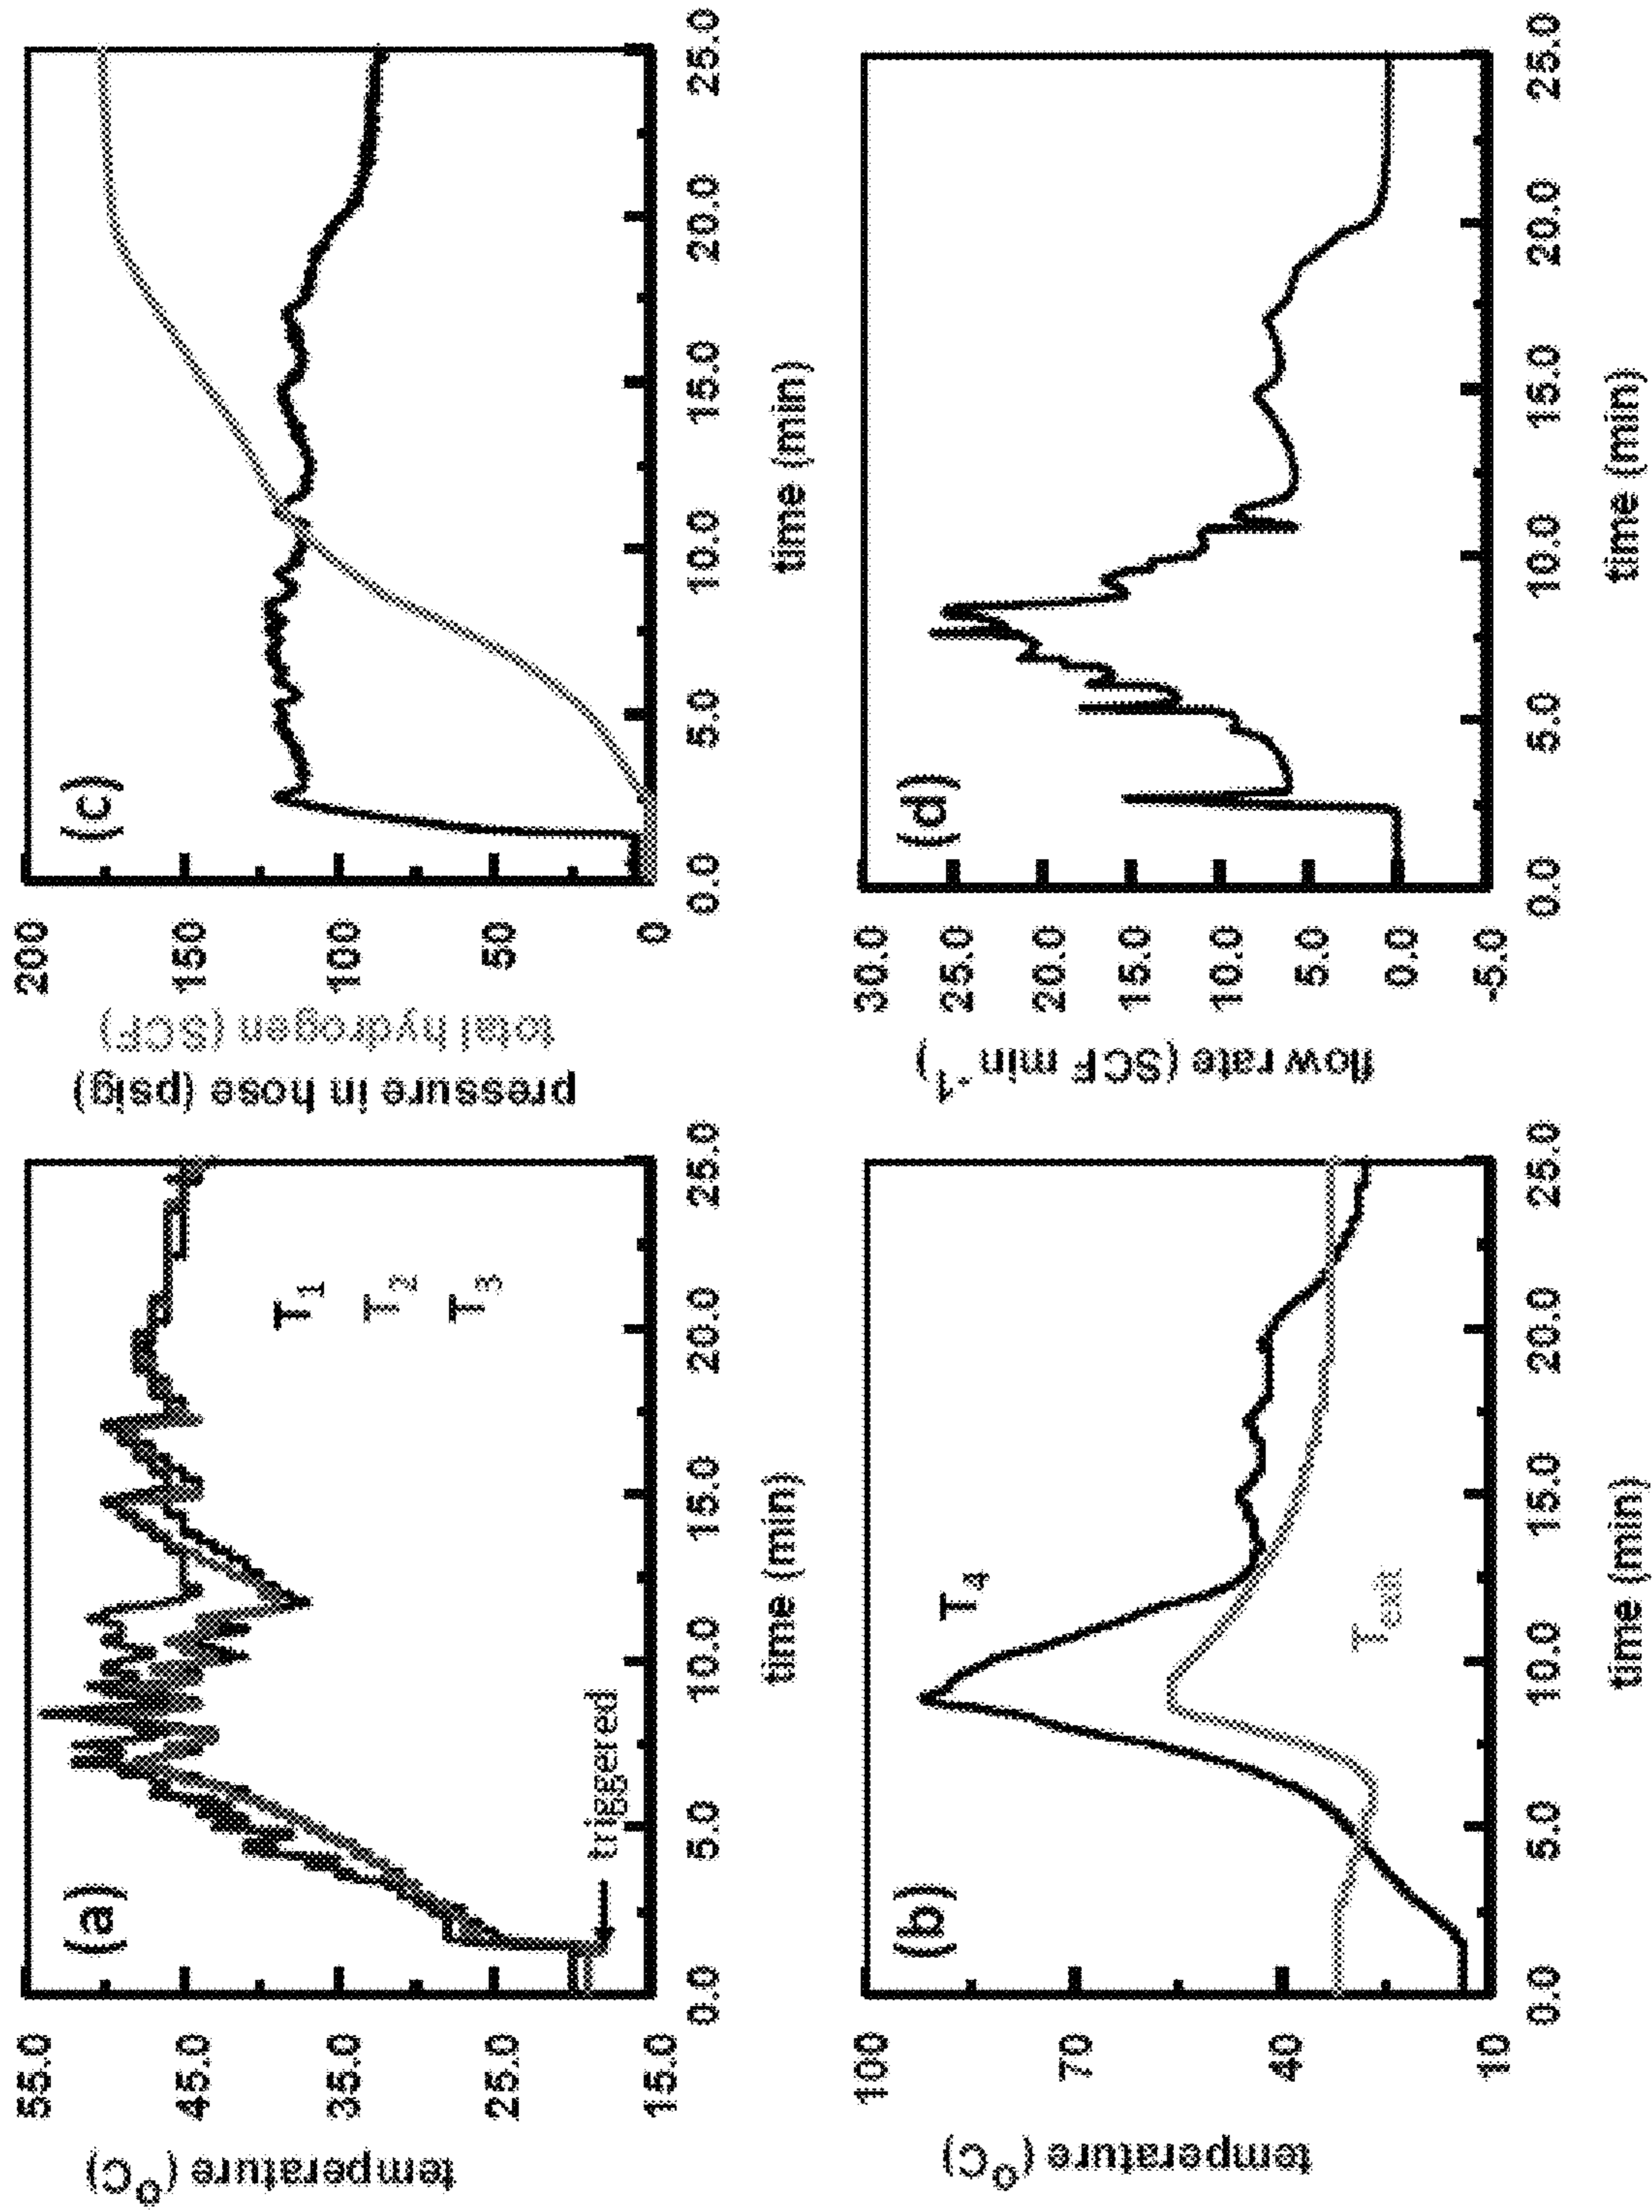 (a)
55.0
45.0
35.0
25.0
15.0
temperature (°C)
T1
T2
T3
triggered
0.0 5.0 10.0 15.0 20.0 25.0
time (min)
(c)
200
150
100
50
0
pressure in hose (psig)
total hydrogen (SCF)
0.0 5.0 10.0 15.0 20.0 25.0
time (min)
(b)
100
70
40
10
temperature (°C)
T4
Texit
0.0 5.0 10.0 15.0 20.0 25.0
time (min)
(d)
30.0
25.0
20.0
15.0
10.0
5.0
0.0
-5.0
flow rate (SCF min-1)
0.0 5.0 10.0 15.0 20.0 25.0
time (min)